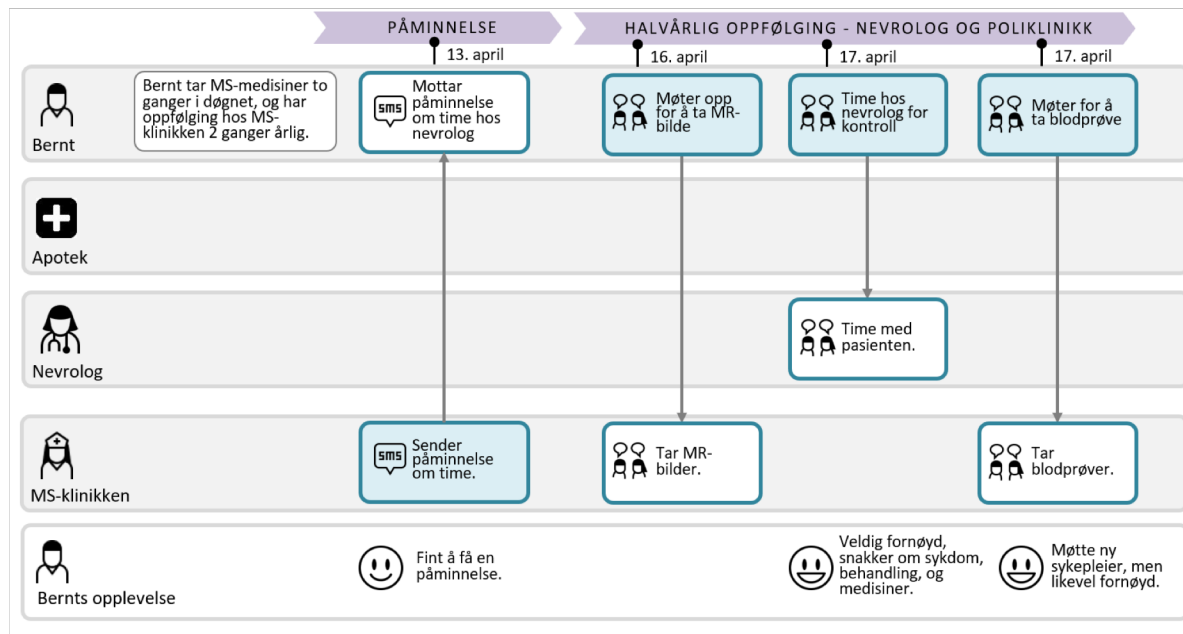 PÅMINNELSE
HALVÅRLIG OPPFØLGING - NEVROLOG OG POLIKLINIKK
13. april
16. april
17. april
17. april
Bernt
Bernt tar MS-medisiner to
ganger i døgnet, og har
oppfølging hos MS-
klinikken 2 ganger årlig.
sms
Mottar
påminnelse
om time hos
nevrolog
Møter opp
for å ta MR-
bilde
Time hos
nevrolog for
kontroll
Møter for å
ta blodprøve
Apotek
Nevrolog
Time med
pasienten.
MS-klinikken
sms
Sender
påminnelse
om time.
Tar MR-
bilder.
Tar
blodprøver.
Bernts opplevelse
Fint å få en
påminnelse.
Veldig fornøyd,
snakker om sykdom,
behandling, og
medisiner.
Møtte ny
sykepleier, men
likevel fornøyd.